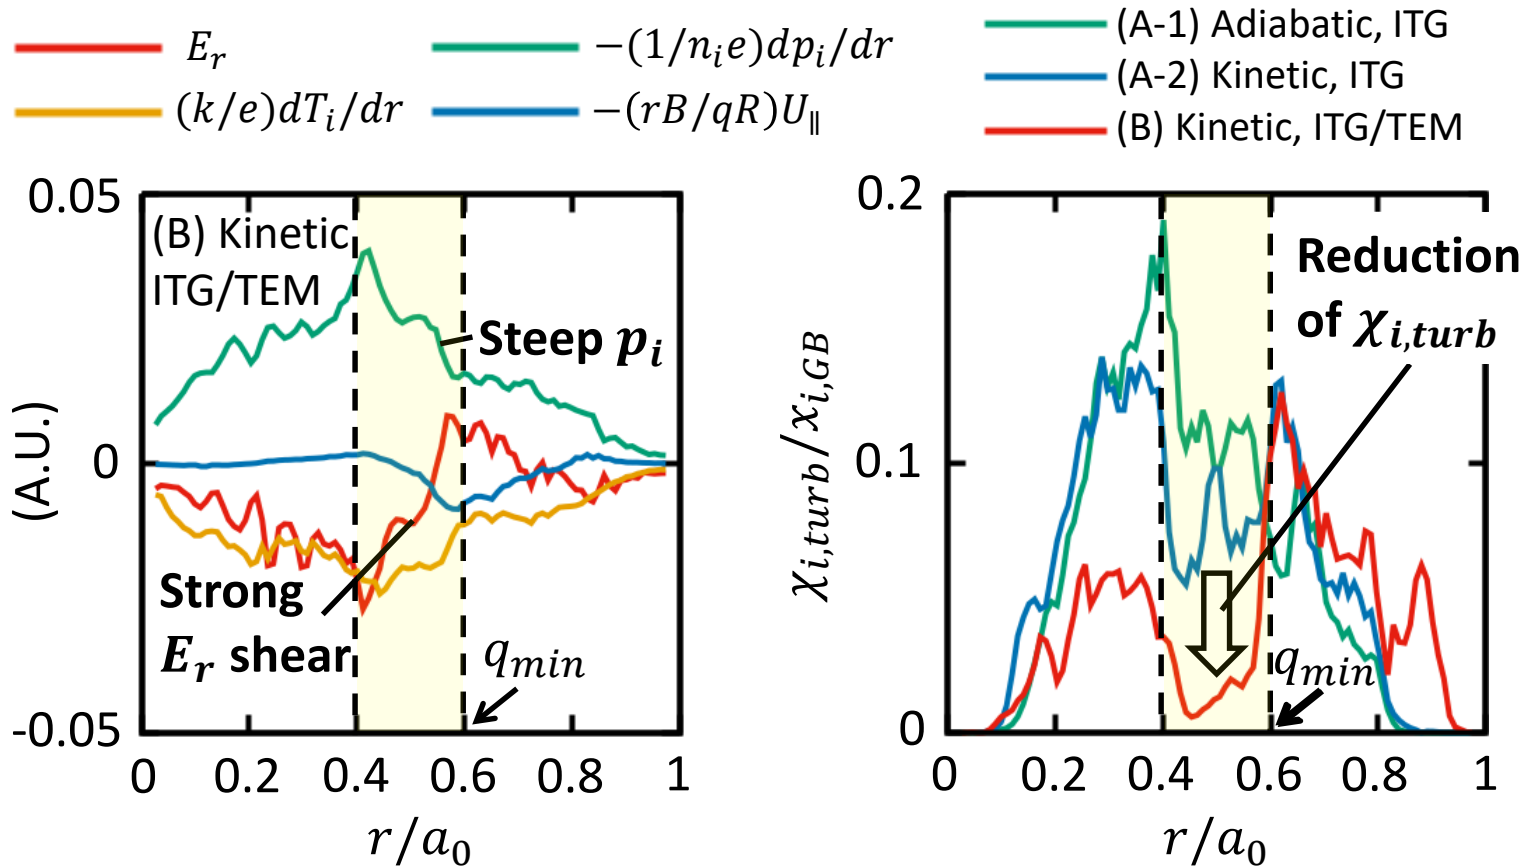 E_r
−(1/n_i e)dp_i/dr
(k/e)dT_i/dr
−(rB/qR)U_∥
(A-1) Adiabatic, ITG
(A-2) Kinetic, ITG
(B) Kinetic, ITG/TEM
0.05
0
-0.05
(A.U.)
(B) Kinetic
ITG/TEM
Steep p_i
Strong
E_r shear
q_min
0 0.2 0.4 0.6 0.8 1
r/a_0
0.2
0.1
0
χ_i,turb/χ_i,GB
Reduction
of χ_i,turb
q_min
0 0.2 0.4 0.6 0.8 1
r/a_0